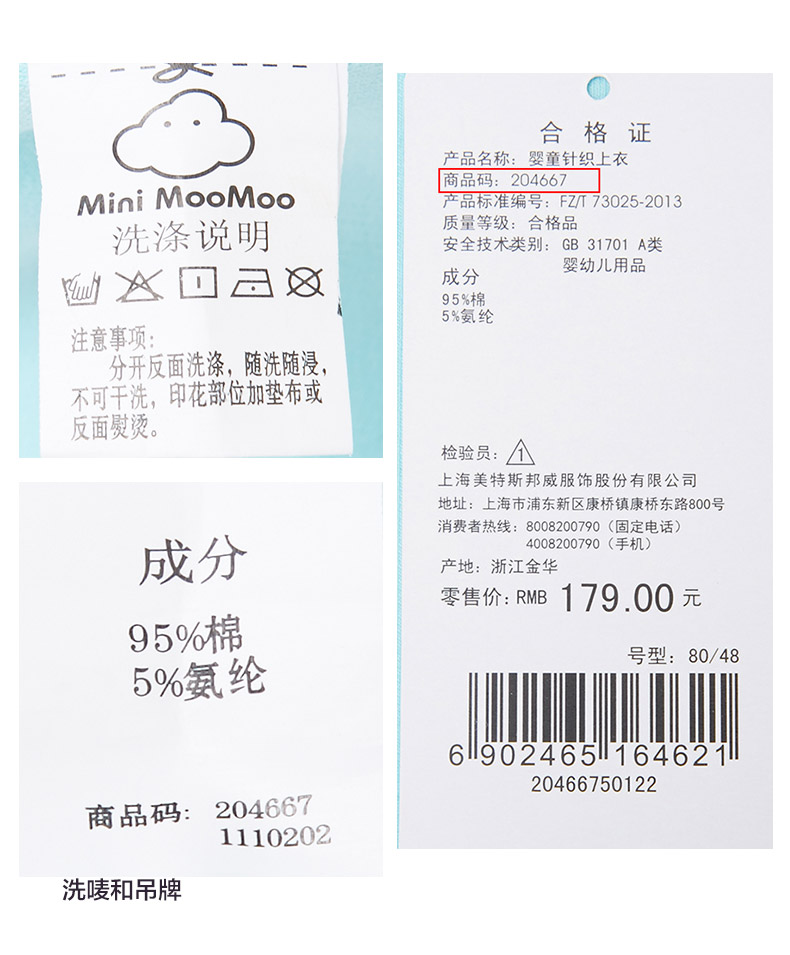 Mini MooMoo
洗涤说明
注意事项:
分开反面洗涤，随洗随浸，
不可干洗，印花部位加垫布或
反面熨烫。
成分
95%棉
5%氨纶
商品码: 204667
1110202
洗唛和吊牌
合 格 证
产品名称: 婴童针织上衣
商品码: 204667
产品标准编号: FZ/T 73025-2013
质量等级: 合格品
安全技术类别: GB 31701 A类
婴幼儿用品
成分
95%棉
5%氨纶
检验员: 1
上海美特斯邦威服饰股份有限公司
地址: 上海市浦东新区康桥镇康桥东路800号
消费者热线: 8008200790（固定电话）
4008200790（手机）
产地: 浙江金华
零售价: RMB 179.00 元
号型: 80/48
6 902465 164621
20466750122